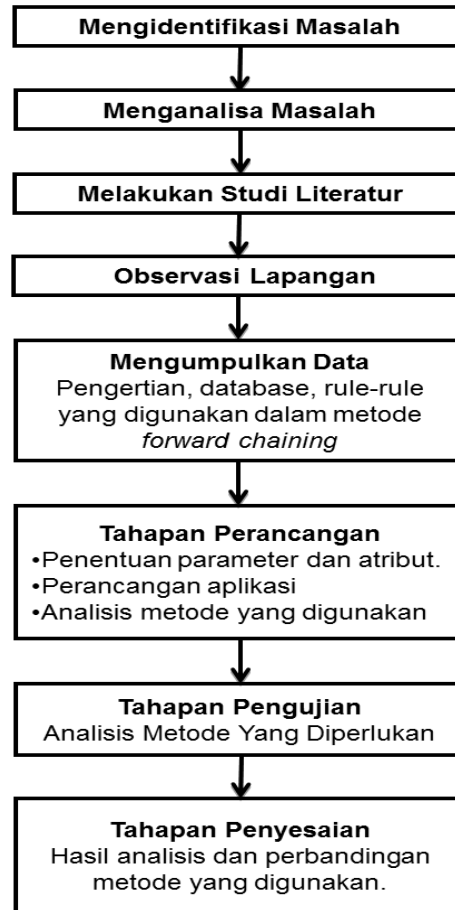 Mengidentifikasi Masalah
Menganalisa Masalah
Melakukan Studi Literatur
Observasi Lapangan
Mengumpulkan Data
Pengertian, database, rule-rule
yang digunakan dalam metode
forward chaining
Tahapan Perancangan
•Penentuan parameter dan atribut.
•Perancangan aplikasi
•Analisis metode yang digunakan
Tahapan Pengujian
Analisis Metode Yang Diperlukan
Tahapan Penyesaian
Hasil analisis dan perbandingan
metode yang digunakan.